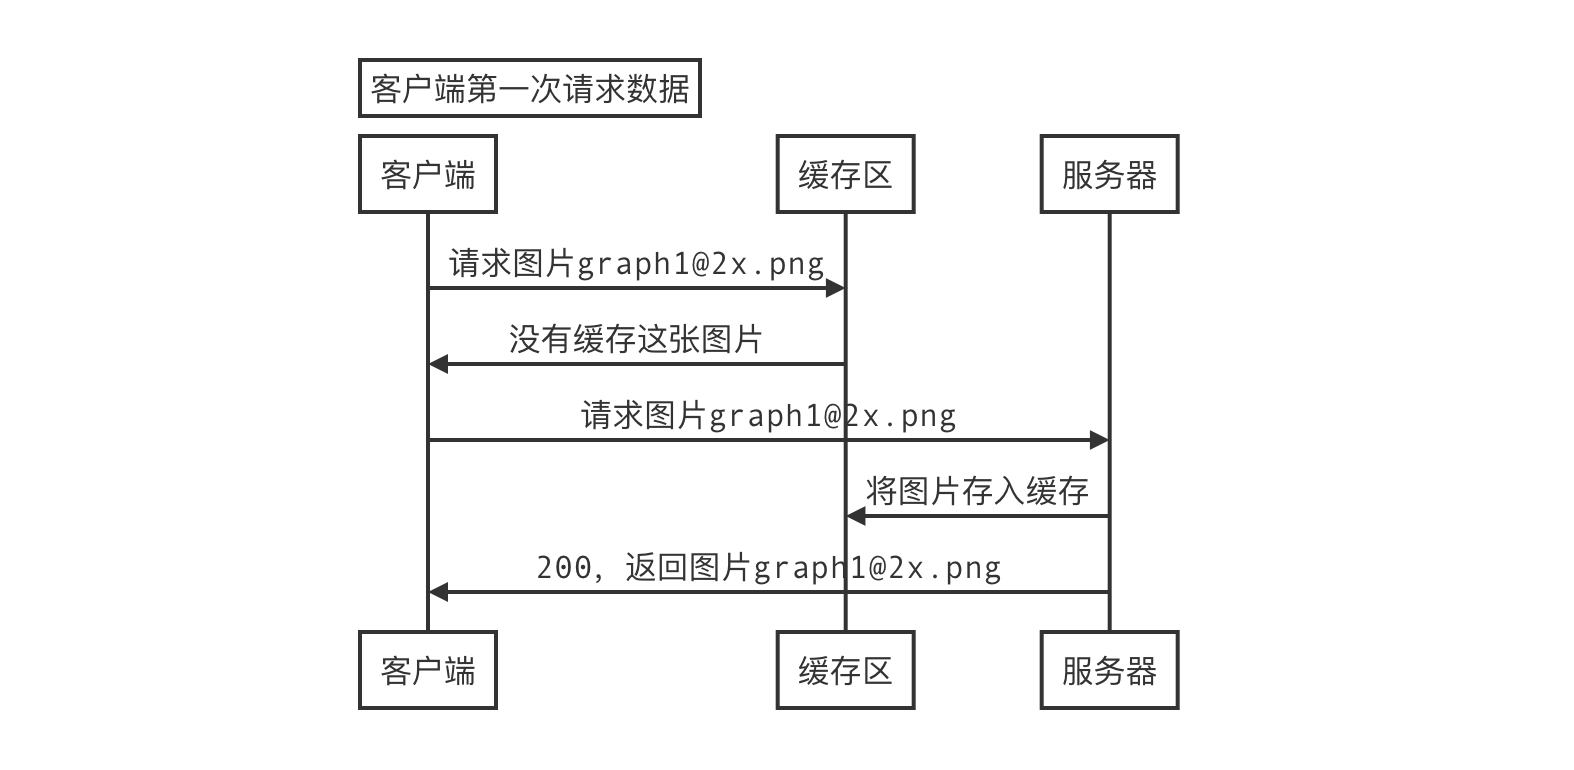 客户端第一次请求数据
客户端
缓存区
服务器
请求图片graph1@2x.png
没有缓存这张图片
请求图片graph1@2x.png
将图片存入缓存
200，返回图片graph1@2x.png
客户端
缓存区
服务器